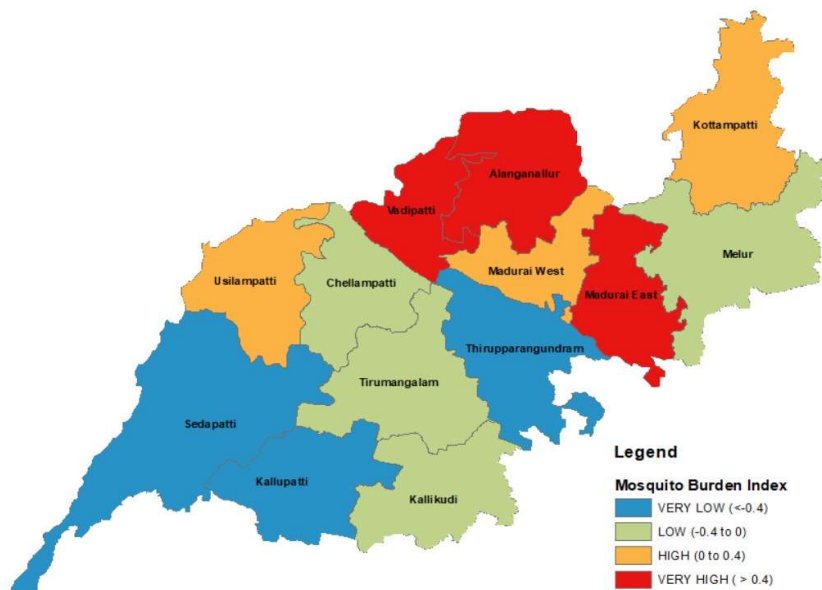 Kottampatti
Alanganallur
Vadipatti
Melur
Madurai West
Usilampatti
Chellampatti
Madurai East
Thirupparangundram
Tirumangalam
Sedapatti
Kallupatti
Kallikudi
Legend
Mosquito Burden Index
VERY LOW (<-0.4)
LOW (-0.4 to 0)
HIGH (0 to 0.4)
VERY HIGH ( > 0.4)